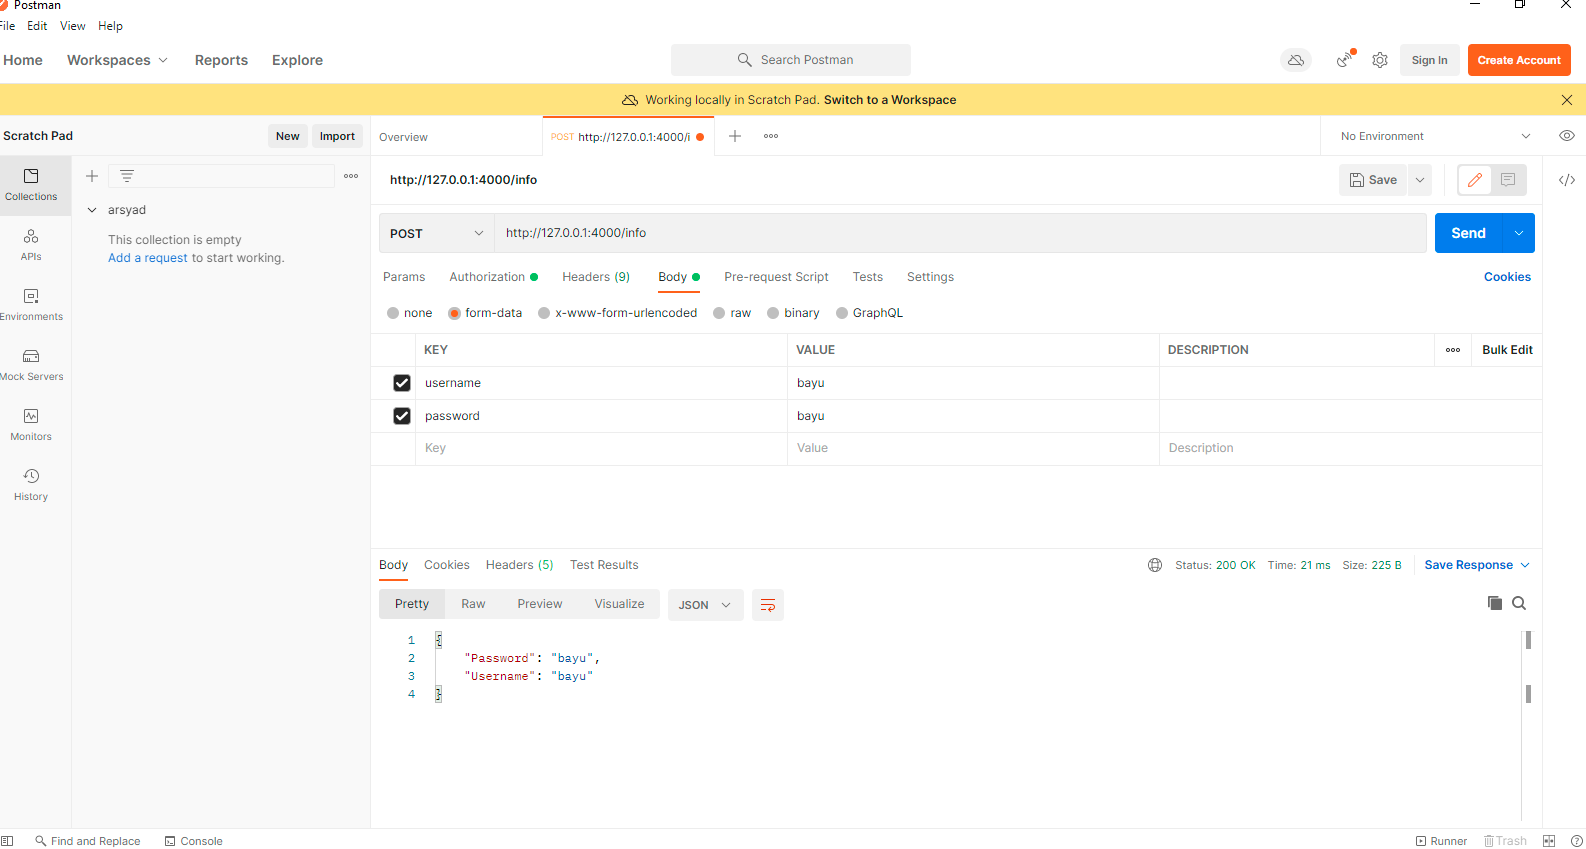 Postman
File Edit View Help
Home Workspaces Reports Explore Search Postman Sign In Create Account
Working locally in Scratch Pad. Switch to a Workspace
Scratch Pad New Import Overview POST http://127.0.0.1:4000/i No Environment
Collections
http://127.0.0.1:4000/info Save
arsyad
This collection is empty
Add a request to start working.
APIs
Environments
Mock Servers
Monitors
History
POST http://127.0.0.1:4000/info Send
Params Authorization Headers (9) Body Pre-request Script Tests Settings Cookies
none form-data x-www-form-urlencoded raw binary GraphQL
KEY VALUE DESCRIPTION Bulk Edit
username bayu
password bayu
Key Value Description
Body Cookies Headers (5) Test Results Status: 200 OK Time: 21 ms Size: 225 B Save Response
Pretty Raw Preview Visualize JSON
1 {
2 "Password": "bayu",
3 "Username": "bayu"
4 }
Find and Replace Console Runner Trash